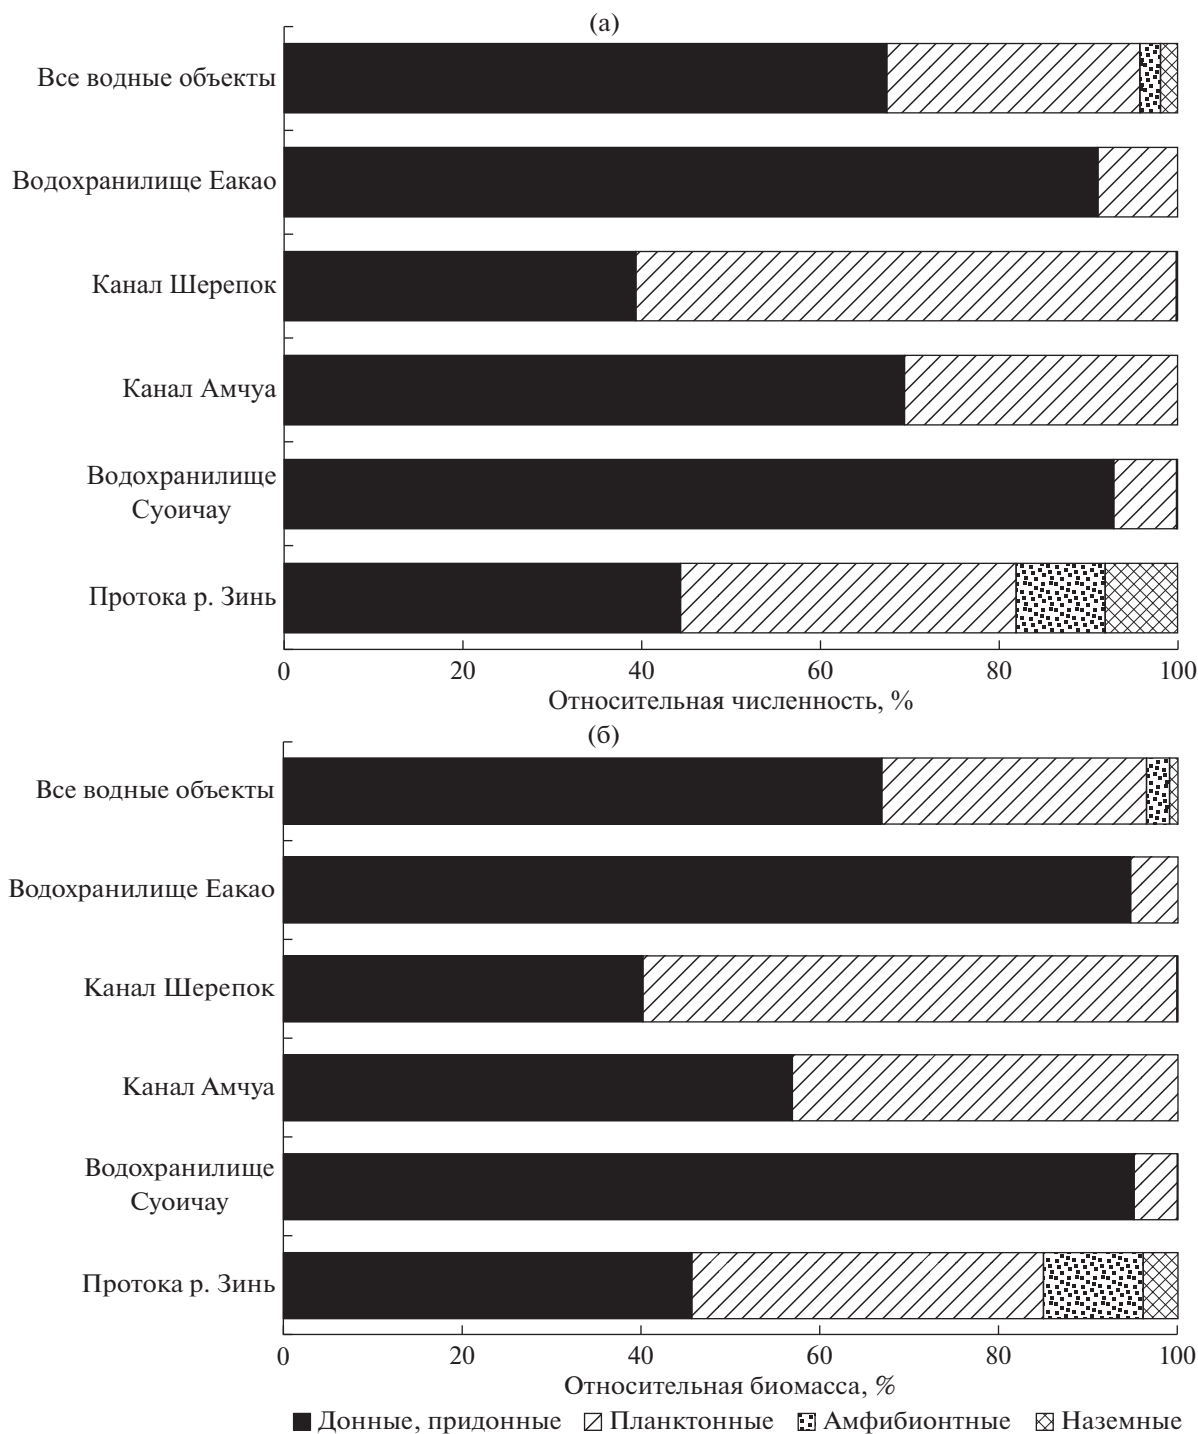 (а)
Все водные объекты
Водохранилище Еакао
Канал Шерепок
Канал Амчуа
Водохранилище
Суоичау
Протока р. Зинь
0 20 40 60 80 100
Относительная численность, %
(б)
Все водные объекты
Водохранилище Еакао
Канал Шерепок
Канал Амчуа
Водохранилище
Суоичау
Протока р. Зинь
0 20 40 60 80 100
Относительная биомасса, %
Донные, придонные Планктонные Амфибионтные Наземные